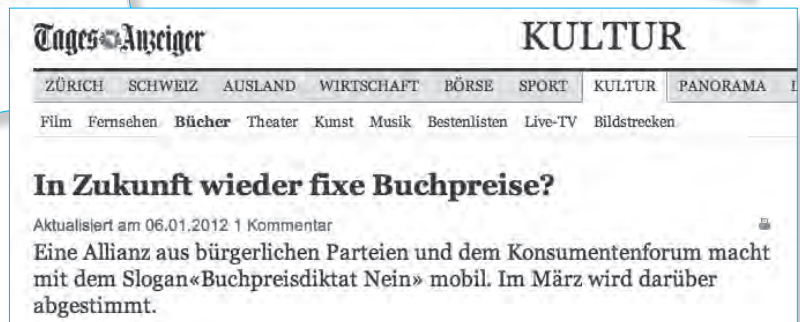 Tages Anzeiger
KULTUR
ZÜRICH SCHWEIZ AUSLAND WIRTSCHAFT BÖRSE SPORT KULTUR PANORAMA
Film Fernsehen Bücher Theater Kunst Musik Bestenlisten Live-TV Bildstrecken
In Zukunft wieder fixe Buchpreise?
Aktualisiert am 06.01.2012 1 Kommentar
Eine Allianz aus bürgerlichen Parteien und dem Konsumentenforum macht
mit dem Slogan«Buchpreisdiktat Nein» mobil. Im März wird darüber
abgestimmt.